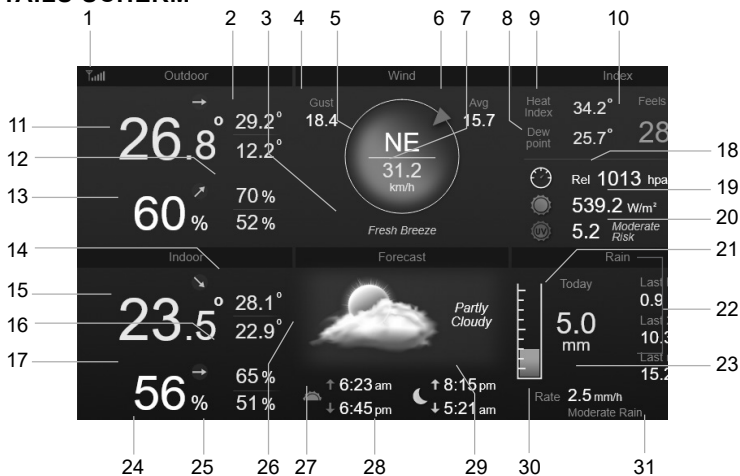 1 2 3 4 5 6 7 8 9 10
Outdoor
26.8°
29.2°
12.2°
60%
70%
52%
Wind
Gust
18.4
Avg
15.7
NE
31.2
km/h
Fresh Breeze
Index
Heat
Index
34.2°
Feels
28
Dew
point
25.7°
Rel 1013 hpa
539.2 W/m²
UV
5.2 Moderate
Risk
Indoor
23.5°
28.1°
22.9°
56%
65%
51%
Forecast
Partly
Cloudy
6:23 am
6:45 pm
8:15 pm
5:21 am
Rain
Today
5.0
mm
0.9
10.3
15.2
Rate 2.5 mm/h
Moderate Rain
11
12
13
14
15
16
17
18
19
20
21
22
23
24 25 26 27 28 29 30 31